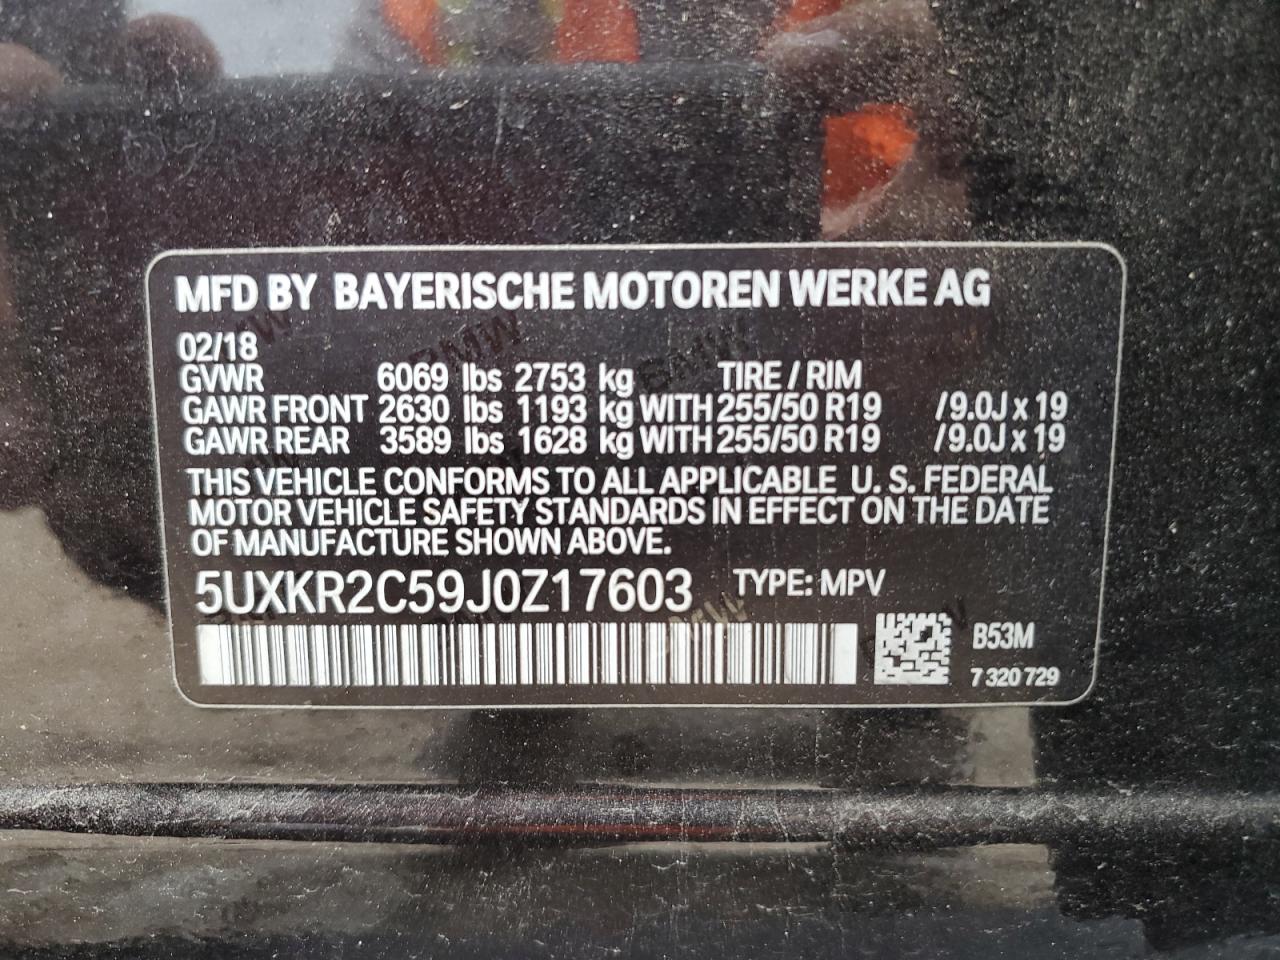 MFD BY BAYERISCHE MOTOREN WERKE AG
02/18
GVWR 6069 lbs 2753 kg TIRE / RIM
GAWR FRONT 2630 lbs 1193 kg WITH 255/50 R19 /9.0J x 19
GAWR REAR 3589 lbs 1628 kg WITH 255/50 R19 /9.0J x 19
THIS VEHICLE CONFORMS TO ALL APPLICABLE U. S. FEDERAL
MOTOR VEHICLE SAFETY STANDARDS IN EFFECT ON THE DATE
OF MANUFACTURE SHOWN ABOVE.
5UXKR2C59J0Z17603 TYPE: MPV
B53M
7 320 729